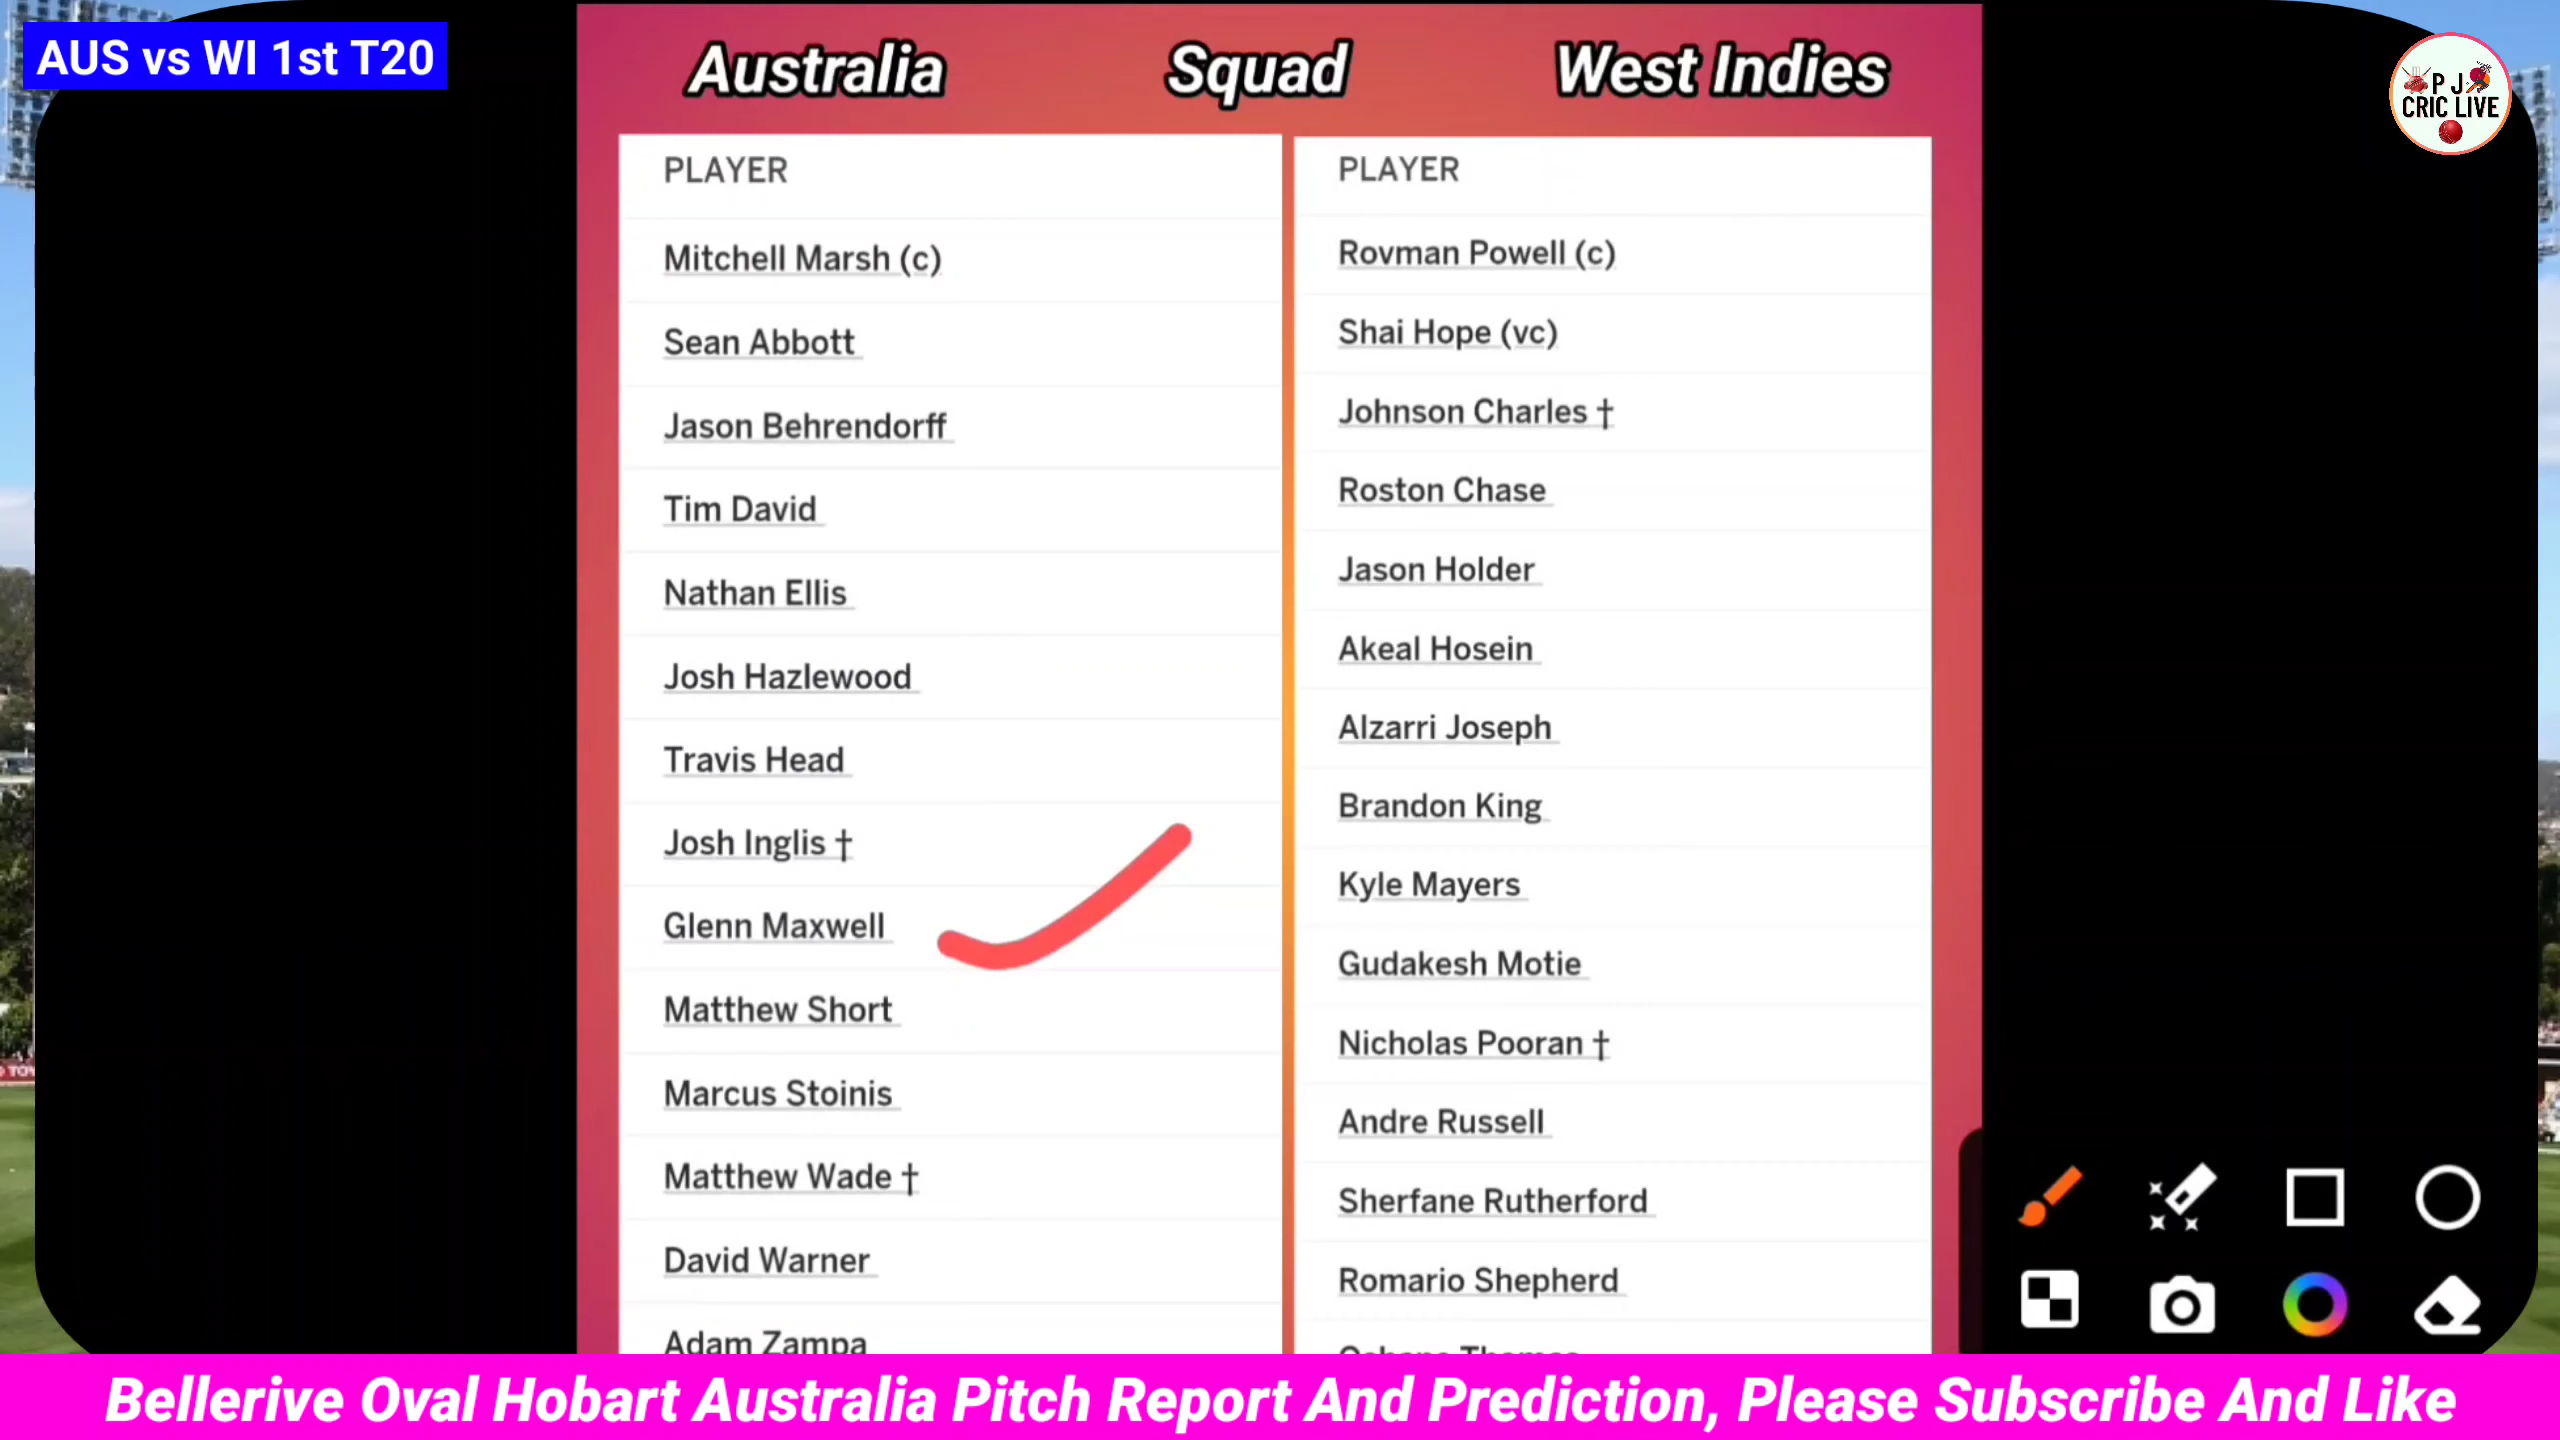 AUS vs WI 1st T20
Australia Squad West Indies
P J
CRIC LIVE
PLAYER
Mitchell Marsh (c)
Sean Abbott
Jason Behrendorff
Tim David
Nathan Ellis
Josh Hazlewood
Travis Head
Josh Inglis †
Glenn Maxwell
Matthew Short
Marcus Stoinis
Matthew Wade †
David Warner
Adam Zampa
PLAYER
Rovman Powell (c)
Shai Hope (vc)
Johnson Charles †
Roston Chase
Jason Holder
Akeal Hosein
Alzarri Joseph
Brandon King
Kyle Mayers
Gudakesh Motie
Nicholas Pooran †
Andre Russell
Sherfane Rutherford
Romario Shepherd
Bellerive Oval Hobart Australia Pitch Report And Prediction, Please Subscribe And Like